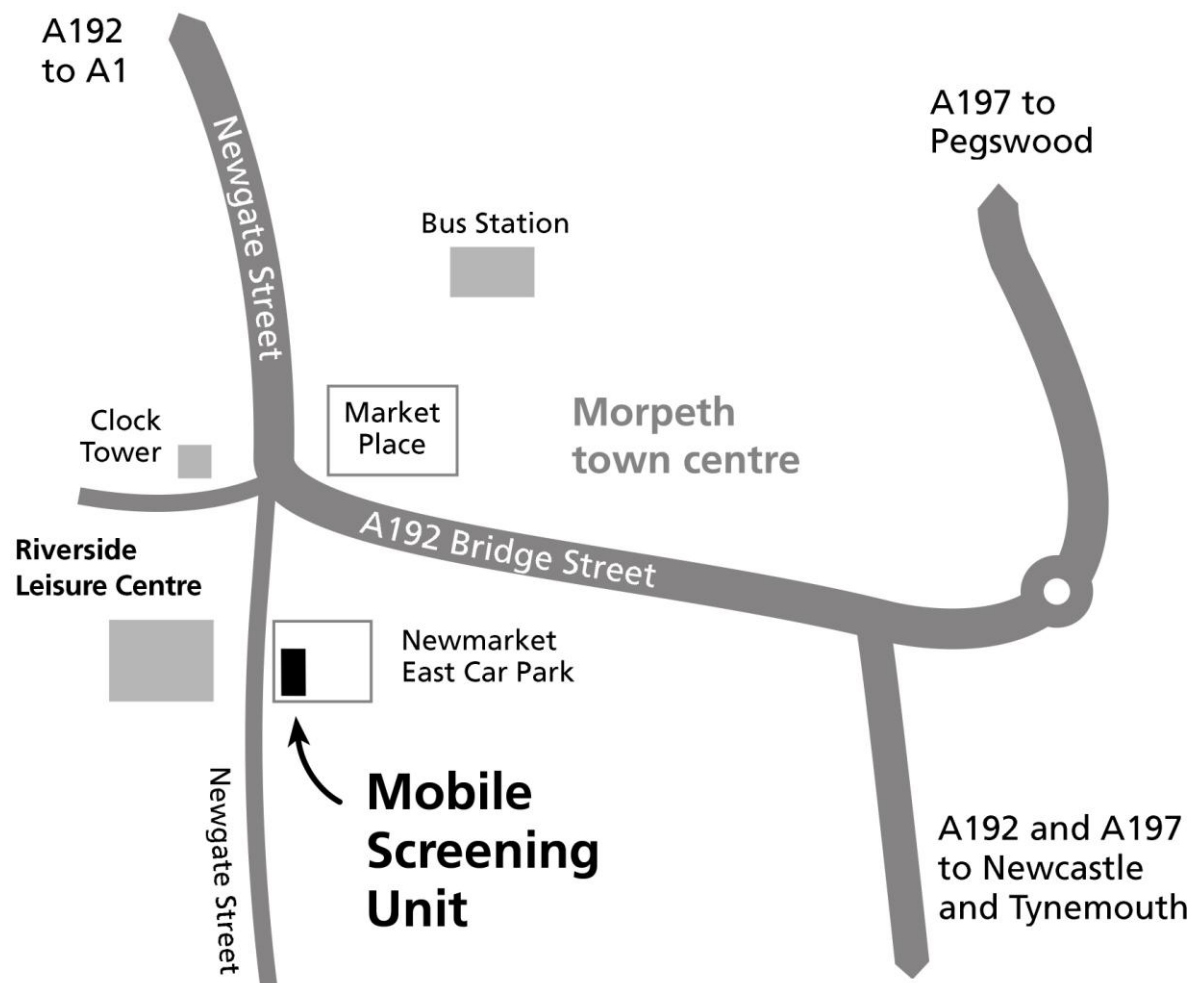 A192
to A1
Newgate Street
A197 to
Pegswood
Bus Station
Market
Place
Clock
Tower
Morpeth
town centre
A192 Bridge Street
Riverside
Leisure Centre
Newmarket
East Car Park
Newgate Street
Mobile
Screening
Unit
A192 and A197
to Newcastle
and Tynemouth